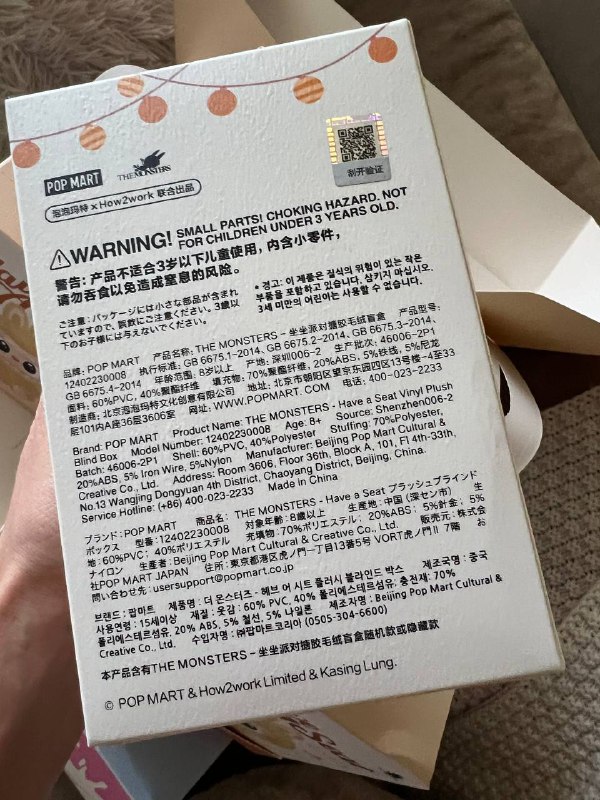 POP MART THE MONSTERS
泡泡玛特 x How2work 联合出品
刮开验证
WARNING! SMALL PARTS! CHOKING HAZARD. NOT
FOR CHILDREN UNDER 3 YEARS OLD.
警告: 产品不适合3岁以下儿童使用，内含小零件，
请勿吞食以免造成窒息的风险。
ご注意：パッケージには小さな部品が含まれ
ていますので、誤飲にご注意ください。3歳以
下のお子様には与えないでください。
• 경고: 이 제품은 질식의 위험이 있는 작은
부품을 포함하고 있습니다, 삼키지 마십시오.
3세 미만의 어린이는 사용할 수 없습니다.
品牌: POP MART 产品名称: THE MONSTERS – 坐坐派对搪胶毛绒盲盒 产品型号:
12402230008 执行标准: GB 6675.1-2014、GB 6675.2-2014、GB 6675.3-2014、
GB 6675.4-2014 年龄范围: 8岁以上 产地: 深圳006-2 生产批次: 46006-2P1
面料: 60%PVC, 40%聚酯纤维 填充物: 70%聚酯纤维, 20%ABS, 5%铁线, 5%尼龙
制造商: 北京泡泡玛特文化创意有限公司 地址: 北京市朝阳区望京东园四区13号楼-4至33
层101内A座36层3606室 网址: WWW.POPMART.COM 电话: 400-023-2233
Brand: POP MART Product Name: THE MONSTERS - Have a Seat Vinyl Plush
Blind Box Model Number: 12402230008 Age: 8+ Source: Shenzhen006-2
Batch: 46006-2P1 Shell: 60%PVC, 40%Polyester Stuffing: 70%Polyester,
20%ABS, 5% Iron Wire, 5%Nylon Manufacturer: Beijing Pop Mart Cultural &
Creative Co., Ltd. Address: Room 3606, Floor 36th, Block A, 101, Fl 4th-33th,
No.13 Wangjing Dongyuan 4th District, Chaoyang District, Beijing, China.
Service Hotline: (+86) 400-023-2233 Made in China
ブランド：POP MART 商品名：THE MONSTERS - Have a Seat プラッシュブラインド
ボックス 型番:12402230008 対象年齢：8歳以上 生産地：中国 (深セン市) 生
地：60%PVC；40%ポリエステル 充填物：70%ポリエステル；20%ABS；5%針金；5%
ナイロン 生産者：Beijing Pop Mart Cultural & Creative Co., Ltd. 販売元：株式会
社POP MART JAPAN 住所：東京都港区虎ノ門一丁目13番5号 VORT虎ノ門Ⅱ 7階 お
問い合わせ先：usersupport@popmart.co.jp
브랜드 : 팝마트 제품명 : 더 몬스터즈 - 해브 어 시트 플러시 블라인드 박스 제조국명 : 중국
사용연령 : 15세이상 재질 : 겉감 : 60% PVC, 40% 폴리에스테르섬유, 충전재: 70%
폴리에스테르섬유, 20% ABS, 5% 철선, 5% 나일론 제조자명 : Beijing Pop Mart Cultural &
Creative Co., Ltd. 수입자명 : ㈜팝마트코리아 (0505-304-6600)
本产品含有THE MONSTERS – 坐坐派对搪胶毛绒盲盒随机款或隐藏款
© POP MART & How2work Limited & Kasing Lung.